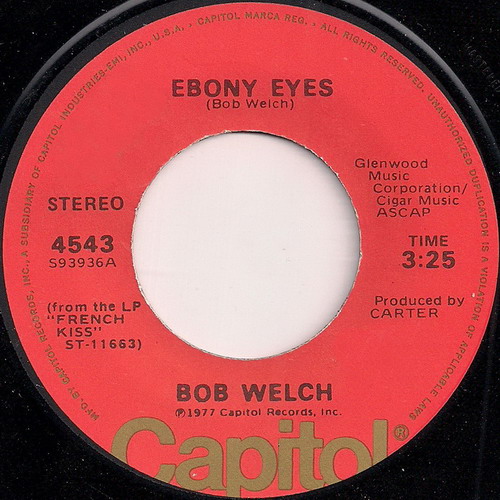 MF'D. BY CAPITOL RECORDS, INC., A SUBSIDIARY OF CAPITOL INDUSTRIES-EMI, INC., U.S.A. • CAPITOL MARCA REG. • ALL RIGHTS RESERVED. UNAUTHORIZED DUPLICATION IS A VIOLATION OF APPLICABLE LAWS
EBONY EYES
(Bob Welch)
STEREO
4543
S93936A
(from the LP
"FRENCH
KISS"
ST-11663)
Glenwood
Music
Corporation/
Cigar Music
ASCAP
TIME
3:25
Produced by
CARTER
BOB WELCH
℗1977 Capitol Records, Inc.
Capitol®